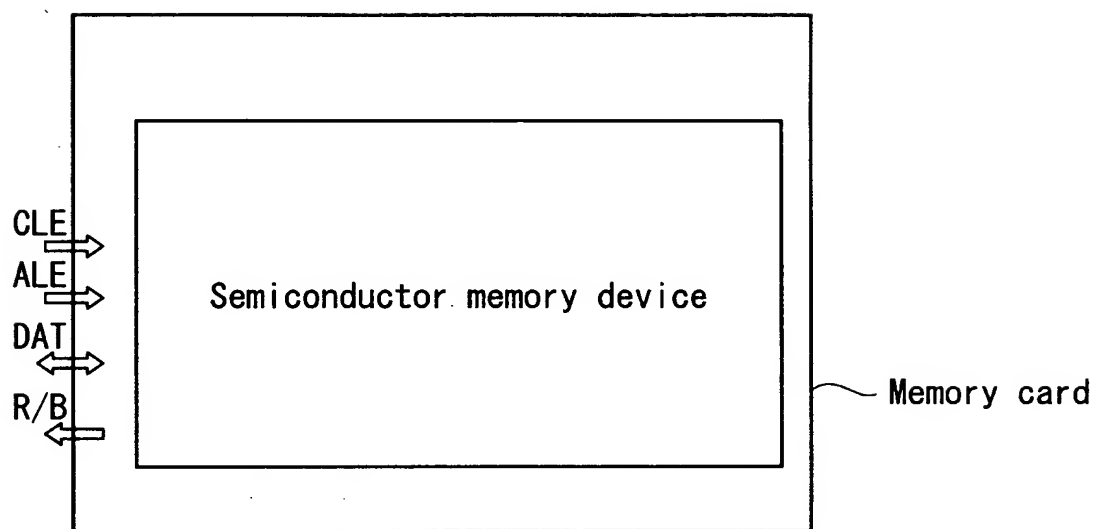 CLE
ALE
Semiconductor memory device
DAT
R/B
Memory card